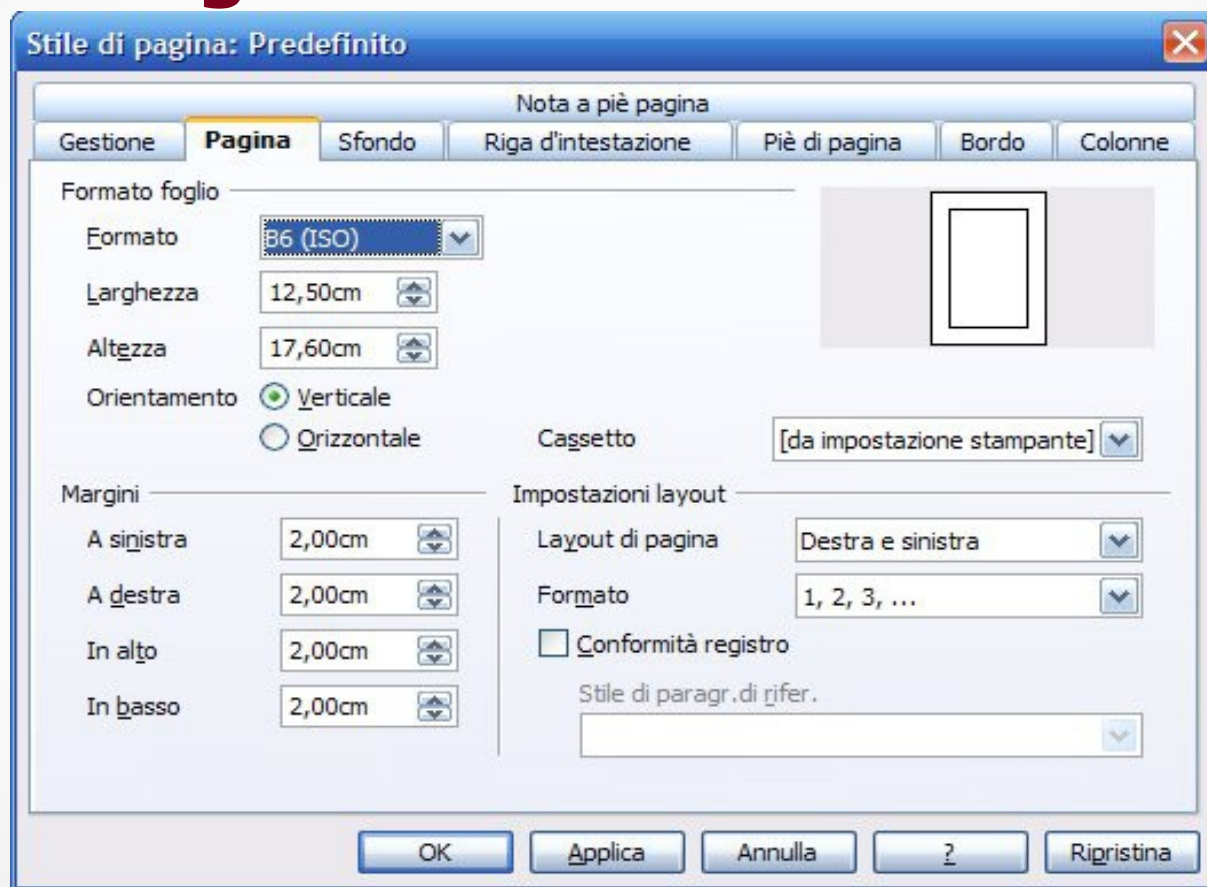 Stile di pagina: Predefinito
Nota a piè pagina
Gestione Pagina Sfondo Riga d'intestazione Piè di pagina Bordo Colonne
Formato foglio
Formato B6 (ISO)
Larghezza 12,50cm
Altezza 17,60cm
Orientamento Verticale
Orizzontale Cassetto [da impostazione stampante]
Margini Impostazioni layout
A sinistra 2,00cm Layout di pagina Destra e sinistra
A destra 2,00cm Formato 1, 2, 3, ...
In alto 2,00cm Conformità registro
In basso 2,00cm Stile di paragr.di rifer.
OK Applica Annulla ? Ripristina